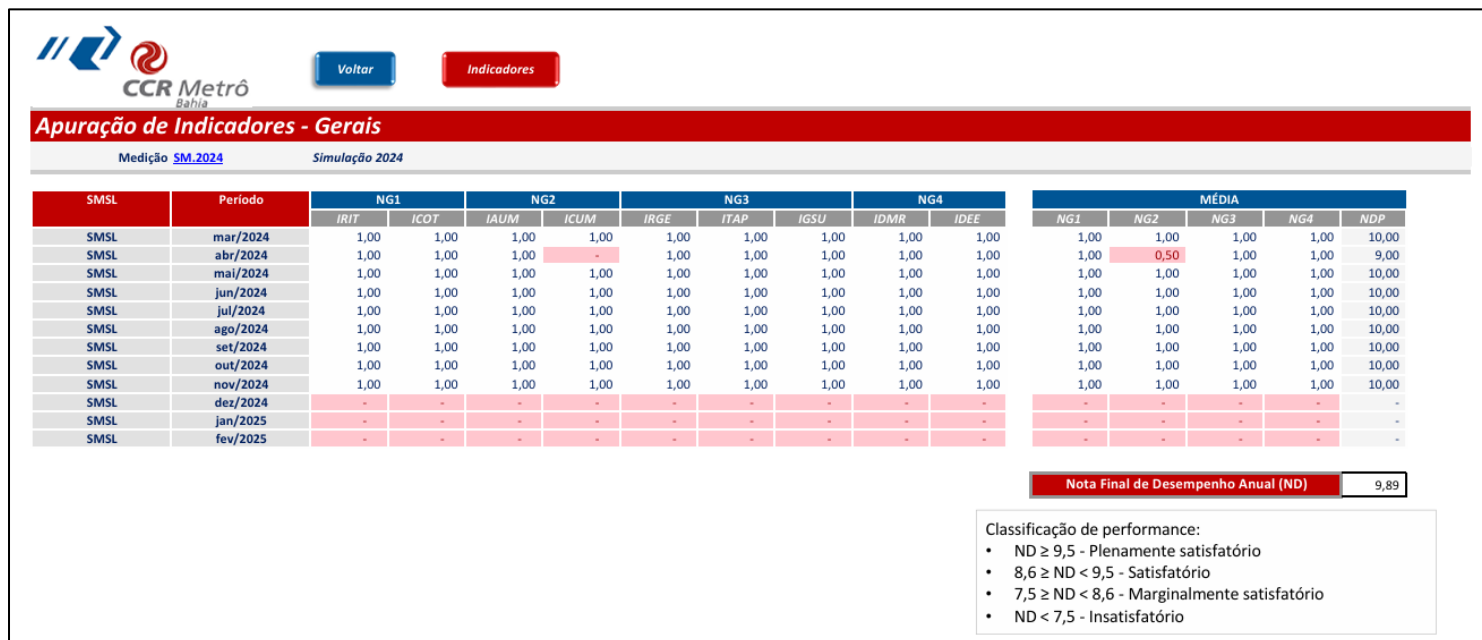 CCR Metrô
Bahia
Voltar
Indicadores
Apuração de Indicadores - Gerais
Medição SM.2024 Simulação 2024
SMSL Período NG1 NG2 NG3 NG4 MÉDIA
IRIT ICOT IAUM ICUM IRGE ITAP IGSU IDMR IDEE NG1 NG2 NG3 NG4 NDP
SMSL mar/2024 1,00 1,00 1,00 1,00 1,00 1,00 1,00 1,00 1,00 1,00 1,00 1,00 1,00 10,00
SMSL abr/2024 1,00 1,00 1,00 - 1,00 1,00 1,00 1,00 1,00 1,00 0,50 1,00 1,00 9,00
SMSL mai/2024 1,00 1,00 1,00 1,00 1,00 1,00 1,00 1,00 1,00 1,00 1,00 1,00 1,00 10,00
SMSL jun/2024 1,00 1,00 1,00 1,00 1,00 1,00 1,00 1,00 1,00 1,00 1,00 1,00 1,00 10,00
SMSL jul/2024 1,00 1,00 1,00 1,00 1,00 1,00 1,00 1,00 1,00 1,00 1,00 1,00 1,00 10,00
SMSL ago/2024 1,00 1,00 1,00 1,00 1,00 1,00 1,00 1,00 1,00 1,00 1,00 1,00 1,00 10,00
SMSL set/2024 1,00 1,00 1,00 1,00 1,00 1,00 1,00 1,00 1,00 1,00 1,00 1,00 1,00 10,00
SMSL out/2024 1,00 1,00 1,00 1,00 1,00 1,00 1,00 1,00 1,00 1,00 1,00 1,00 1,00 10,00
SMSL nov/2024 1,00 1,00 1,00 1,00 1,00 1,00 1,00 1,00 1,00 1,00 1,00 1,00 1,00 10,00
SMSL dez/2024 - - - - - - - - - - - - - -
SMSL jan/2025 - - - - - - - - - - - - - -
SMSL fev/2025 - - - - - - - - - - - - - -
Nota Final de Desempenho Anual (ND) 9,89
Classificação de performance:
• ND ≥ 9,5 - Plenamente satisfatório
• 8,6 ≥ ND < 9,5 - Satisfatório
• 7,5 ≥ ND < 8,6 - Marginalmente satisfatório
• ND < 7,5 - Insatisfatório